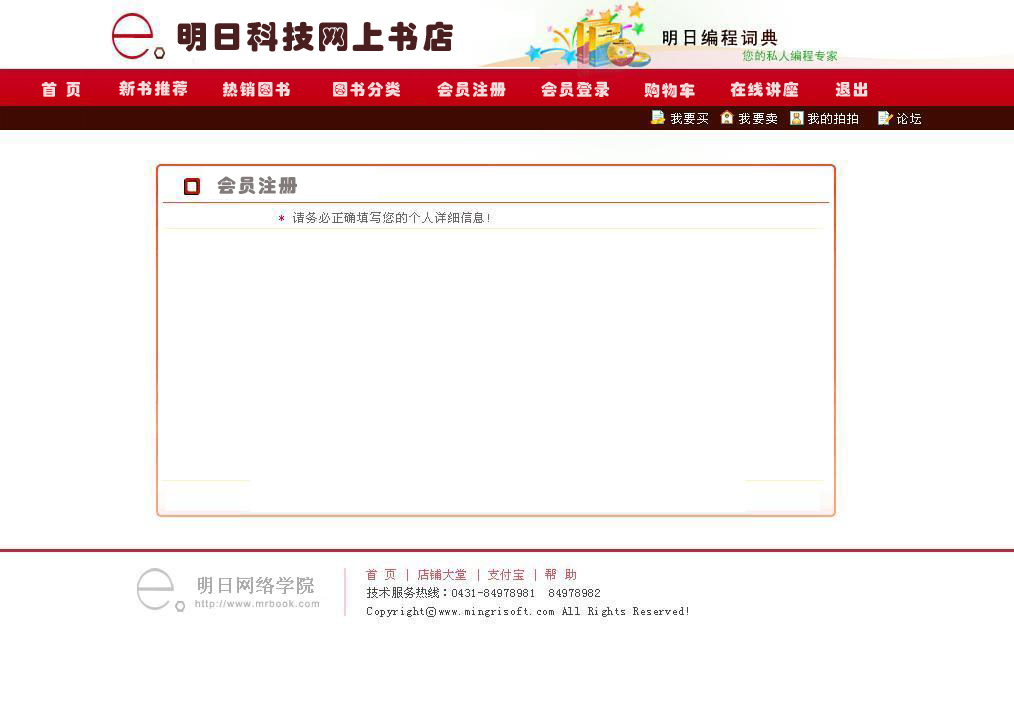 明日科技网上书店
明日编程词典
您的私人编程专家
首 页 新书推荐 热销图书 图书分类 会员注册 会员登录 购物车 在线讲座 退出
我要买 我要卖 我的拍拍 论坛
会员注册
* 请务必正确填写您的个人详细信息!
明日网络学院
http://www.mrbook.com
首 页 | 店铺大堂 | 支付宝 | 帮 助
技术服务热线：0431-84978981 84978982
Copyright©www.mingrisoft.com All Rights Reserved!